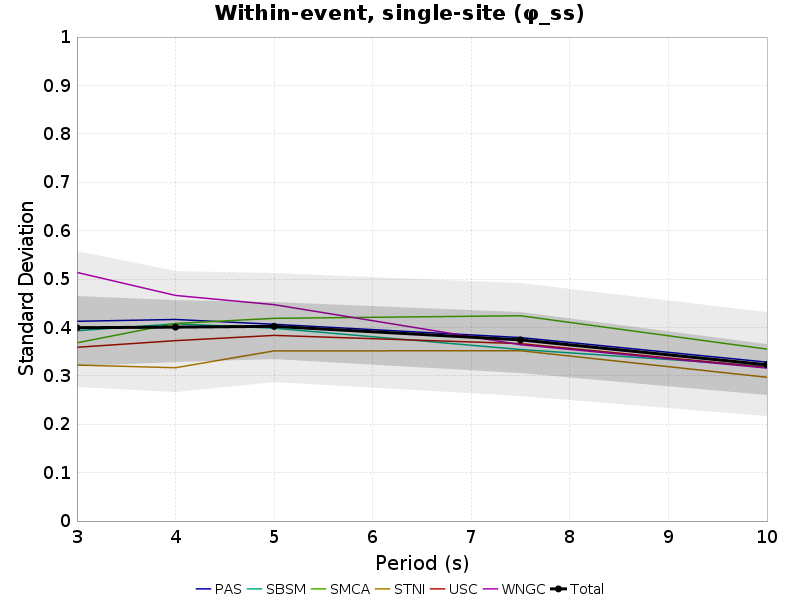 Within-event, single-site (φ_ss)
1
0.9
0.8
0.7
0.6
0.5
0.4
0.3
0.2
0.1
0
Standard Deviation
3 4 5 6 7 8 9 10
Period (s)
PAS SBSM SMCA STNI USC WNGC Total